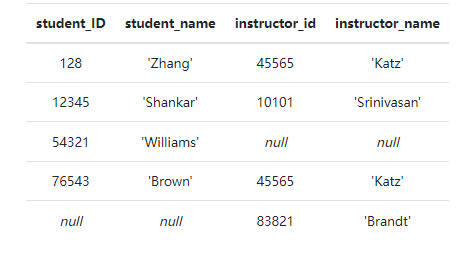 student_ID student_name instructor_id instructor_name
128 'Zhang' 45565 'Katz'
12345 'Shankar' 10101 'Srinivasan'
54321 'Williams' null null
76543 'Brown' 45565 'Katz'
null null 83821 'Brandt'